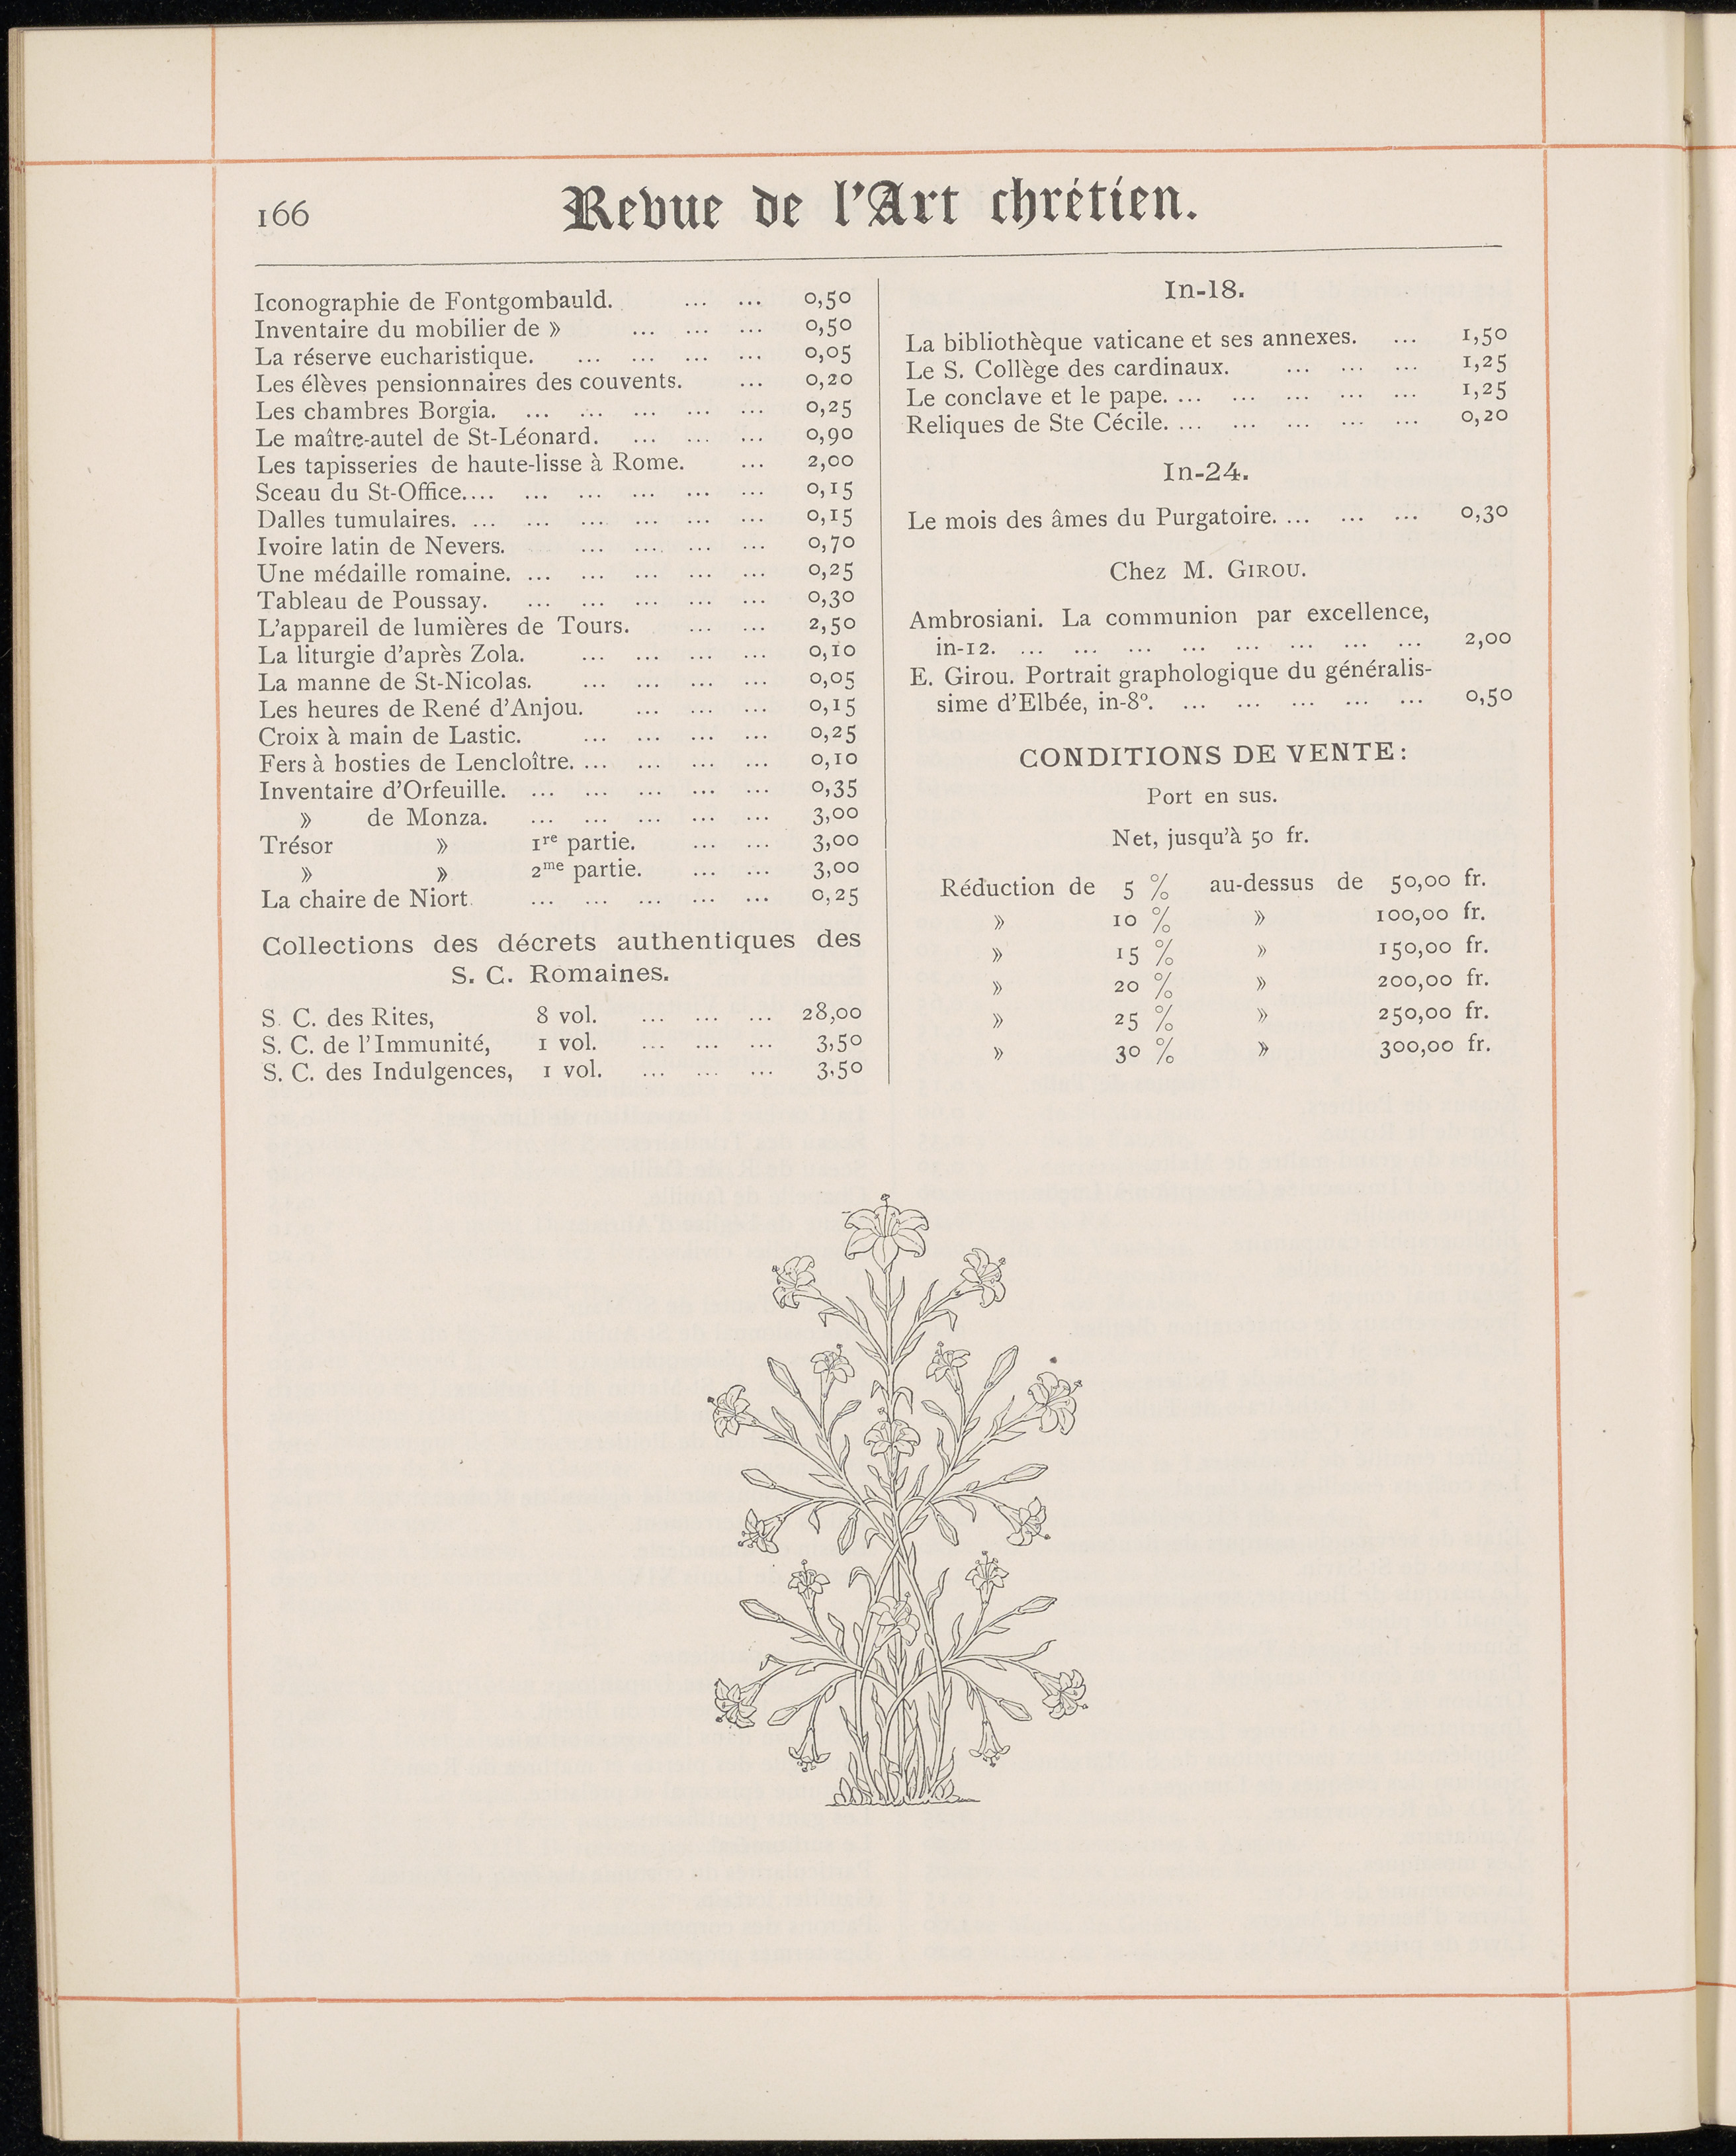 166
Revue de l'Art chrétien.
Iconographie de Fontgombauld. ... ... 0,50
Inventaire du mobilier de » ... ... ... 0,50
La réserve eucharistique. ... ... ... ... 0,05
Les élèves pensionnaires des couvents. ... 0,20
Les chambres Borgia. ... ... ... ... ... 0,25
Le maître-autel de St-Léonard. ... ... ... 0,90
Les tapisseries de haute-lisse à Rome. ... 2,00
Sceau du St-Office.... ... ... ... ... ... 0,15
Dalles tumulaires. ... ... ... ... ... ... 0,15
Ivoire latin de Nevers. ... ... ... ... 0,70
Une médaille romaine. ... ... ... ... ... 0,25
Tableau de Poussay. ... ... ... ... ... 0,30
L'appareil de lumières de Tours. ... ... 2,50
La liturgie d'après Zola. ... ... ... ... 0,10
La manne de St-Nicolas. ... ... ... ... 0,05
Les heures de René d'Anjou. ... ... ... 0,15
Croix à main de Lastic. ... ... ... ... 0,25
Fers à hosties de Lencloître. ... ... ... ... 0,10
Inventaire d'Orfeuille. ... ... ... ... ... 0,35
» de Monza. ... ... ... ... ... 3,00
Trésor » 1re partie. ... ... 3,00
» » 2me partie. ... ... 3,00
La chaire de Niort. ... ... ... ... ... 0,25
Collections des décrets authentiques des
S. C. Romaines.
S. C. des Rites, 8 vol. ... ... ... 28,00
S. C. de l'Immunité, 1 vol. ... ... ... 3,50
S. C. des Indulgences, 1 vol. ... ... ... 3,50
In-18.
La bibliothèque vaticane et ses annexes. ... 1,50
Le S. Collège des cardinaux. ... ... ... 1,25
Le conclave et le pape. ... ... ... ... ... 1,25
Reliques de Ste Cécile. ... ... ... ... ... 0,20
In-24.
Le mois des âmes du Purgatoire. ... ... ... 0,30
Chez M. GIROU.
Ambrosiani. La communion par excellence,
in-12. ... ... ... ... ... ... ... ... 2,00
E. Girou. Portrait graphologique du généralis-
sime d'Elbée, in-8°. ... ... ... ... ... 0,50
CONDITIONS DE VENTE:
Port en sus.
Net, jusqu'à 50 fr.
Réduction de 5 % au-dessus de 50,00 fr.
» 10 % » 100,00 fr.
» 15 % » 150,00 fr.
» 20 % » 200,00 fr.
» 25 % » 250,00 fr.
» 30 % » 300,00 fr.